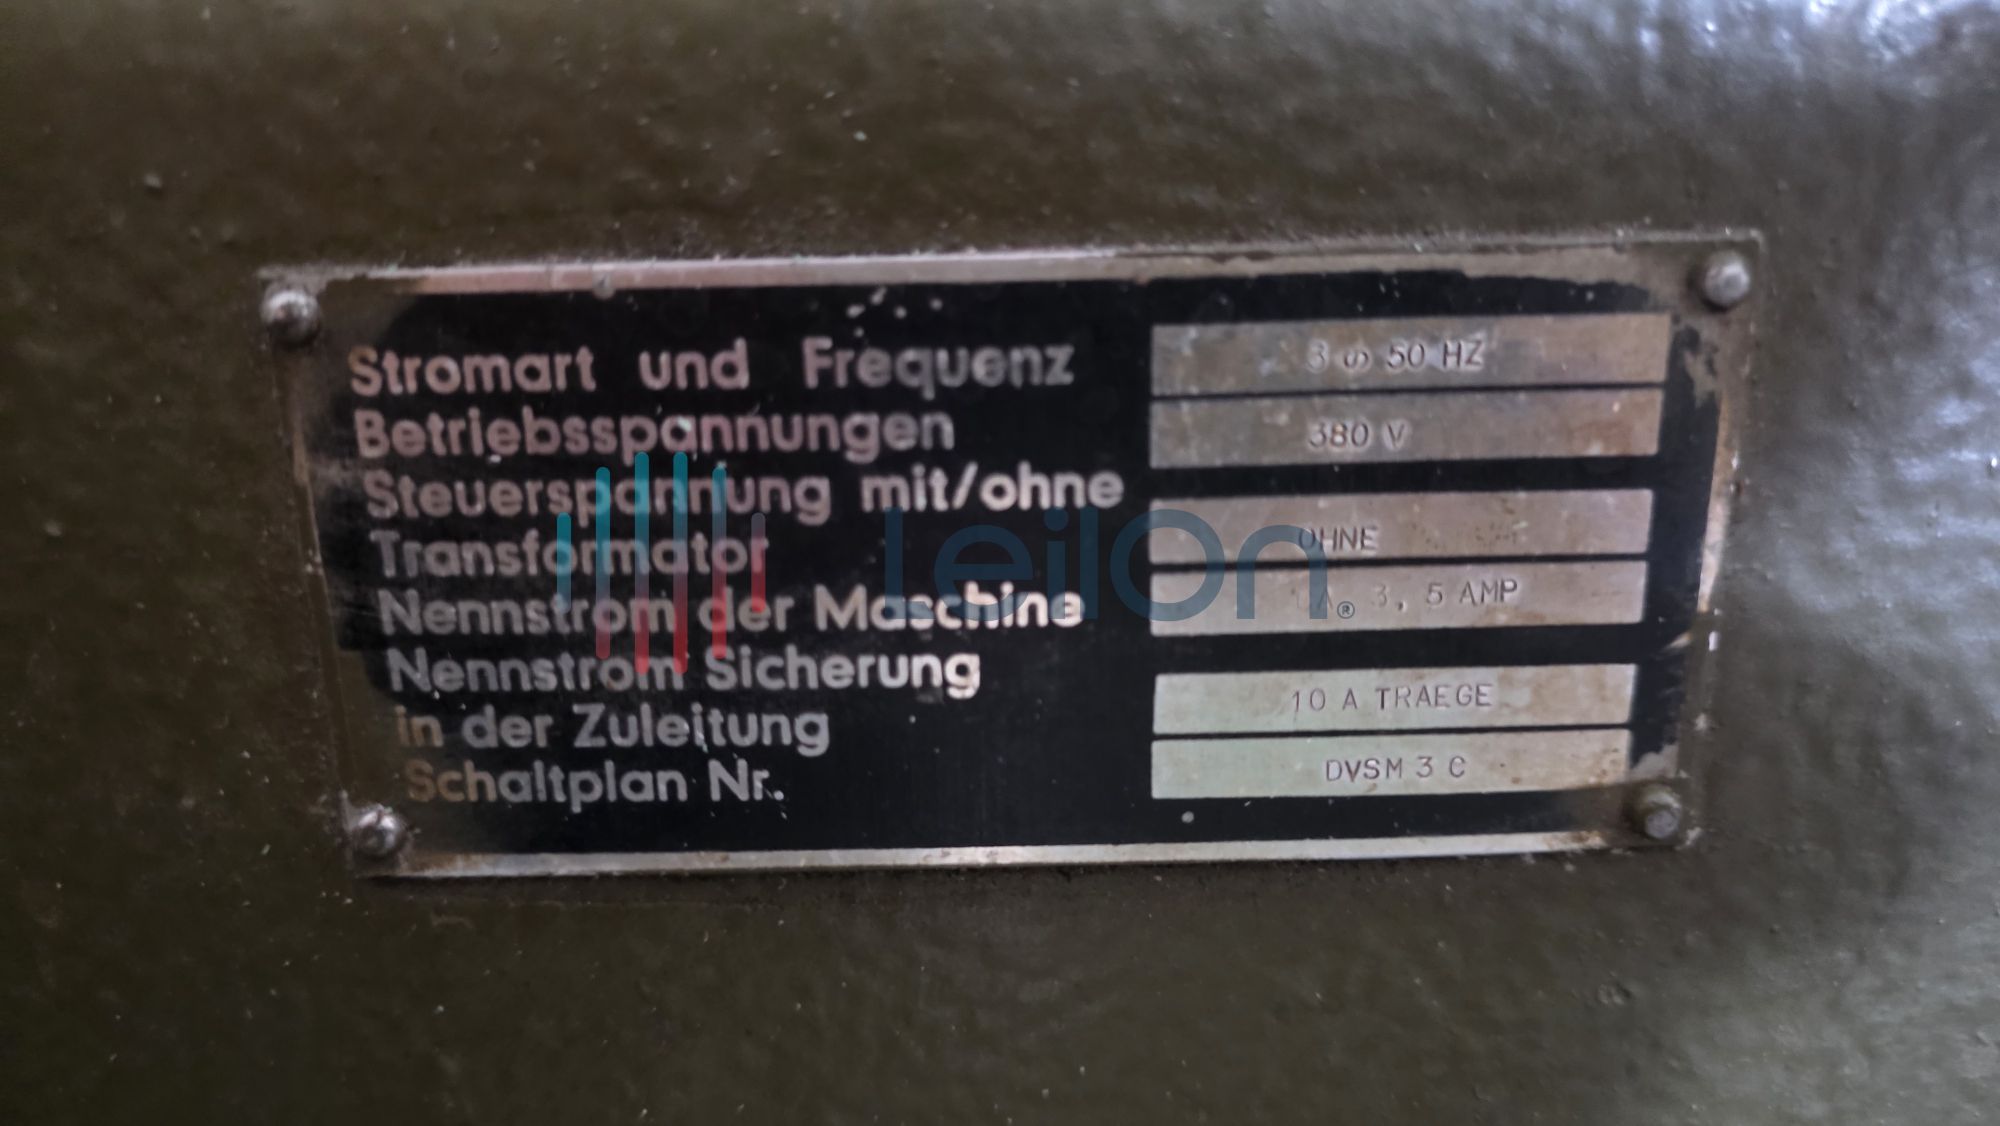 Stromart und Frequenz 3 ∽ 50 HZ
Betriebsspannungen 380 V
Steuerspannung mit/ohne
Transformator OHNE
Nennstrom der Maschine 3, 5 AMP
Nennstrom Sicherung
in der Zuleitung 10 A TRAEGE
Schaltplan Nr. DVSM 3 C
leilOn®